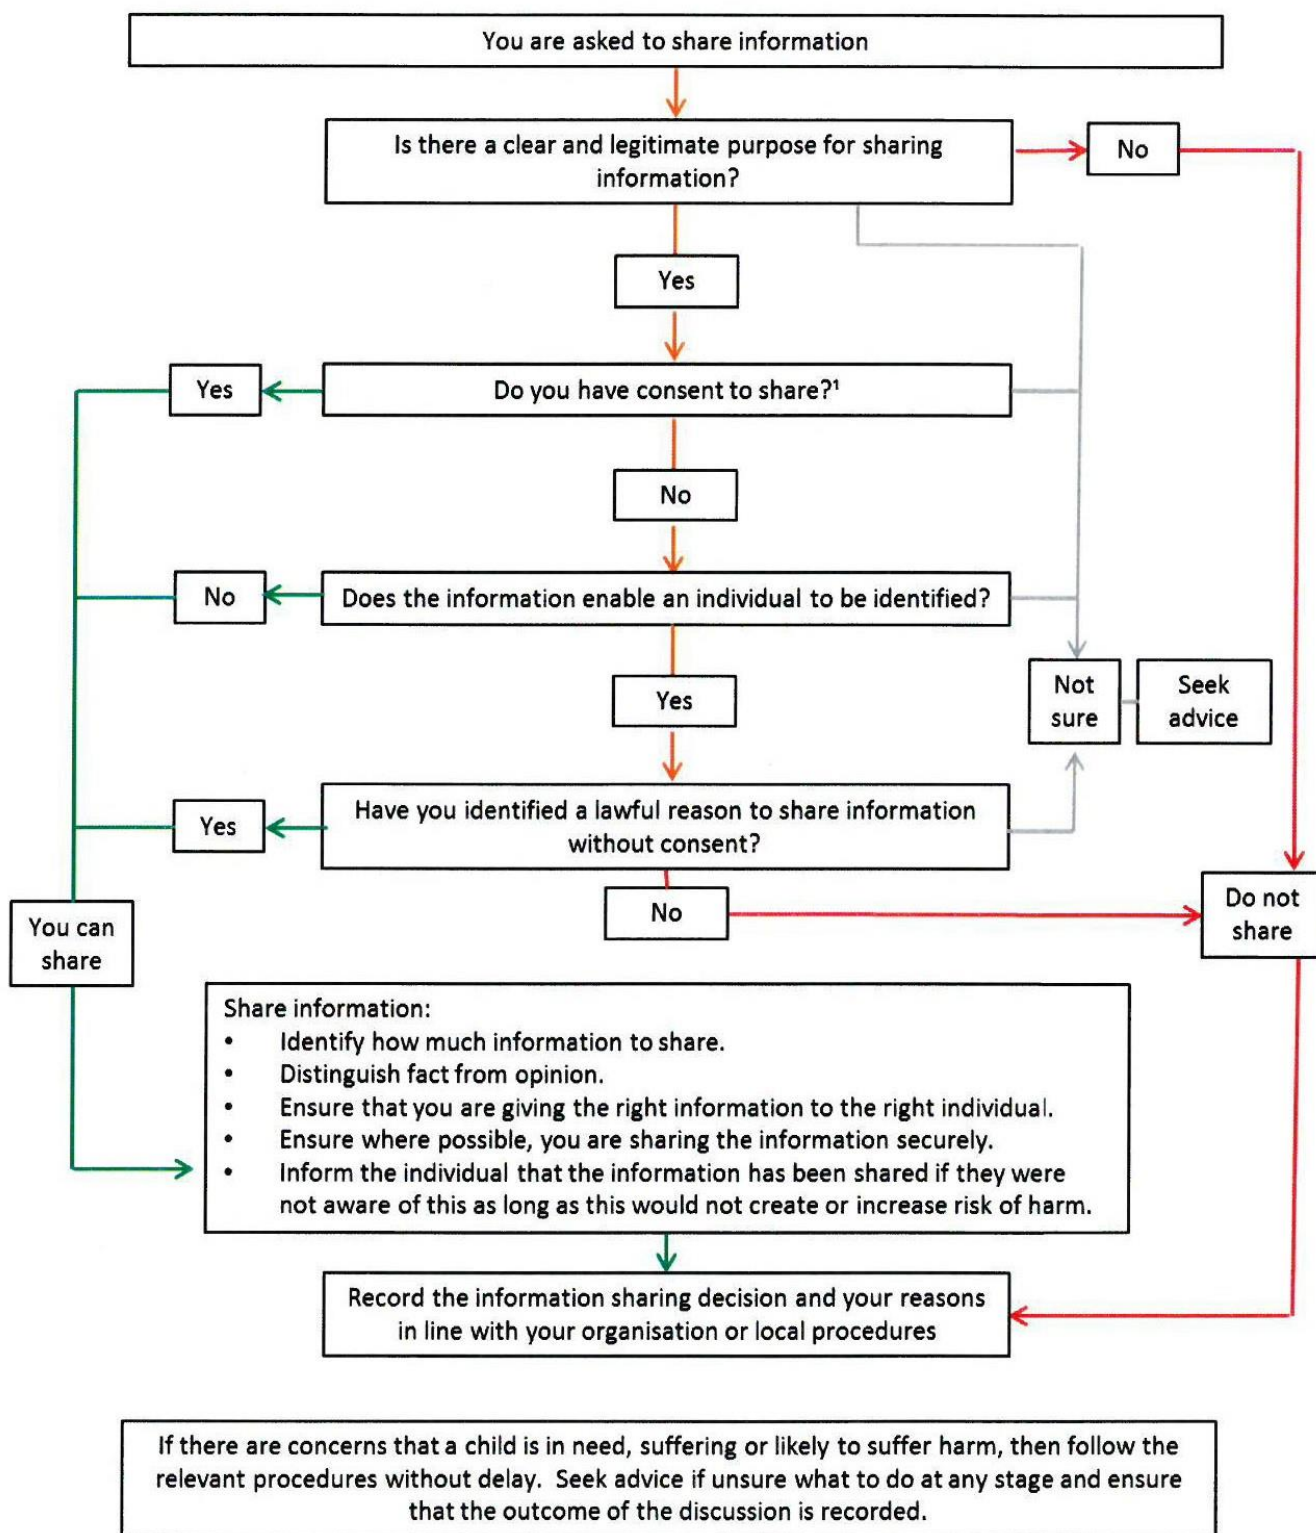 You are asked to share information
Is there a clear and legitimate purpose for sharing
information?
No
Yes
Yes
Do you have consent to share?¹
No
No
Does the information enable an individual to be identified?
Yes
Not
sure
Seek
advice
Yes
Have you identified a lawful reason to share information
without consent?
No
Do not
share
You can
share
Share information:
• Identify how much information to share.
• Distinguish fact from opinion.
• Ensure that you are giving the right information to the right individual.
• Ensure where possible, you are sharing the information securely.
• Inform the individual that the information has been shared if they were
not aware of this as long as this would not create or increase risk of harm.
Record the information sharing decision and your reasons
in line with your organisation or local procedures
If there are concerns that a child is in need, suffering or likely to suffer harm, then follow the
relevant procedures without delay.  Seek advice if unsure what to do at any stage and ensure
that the outcome of the discussion is recorded.